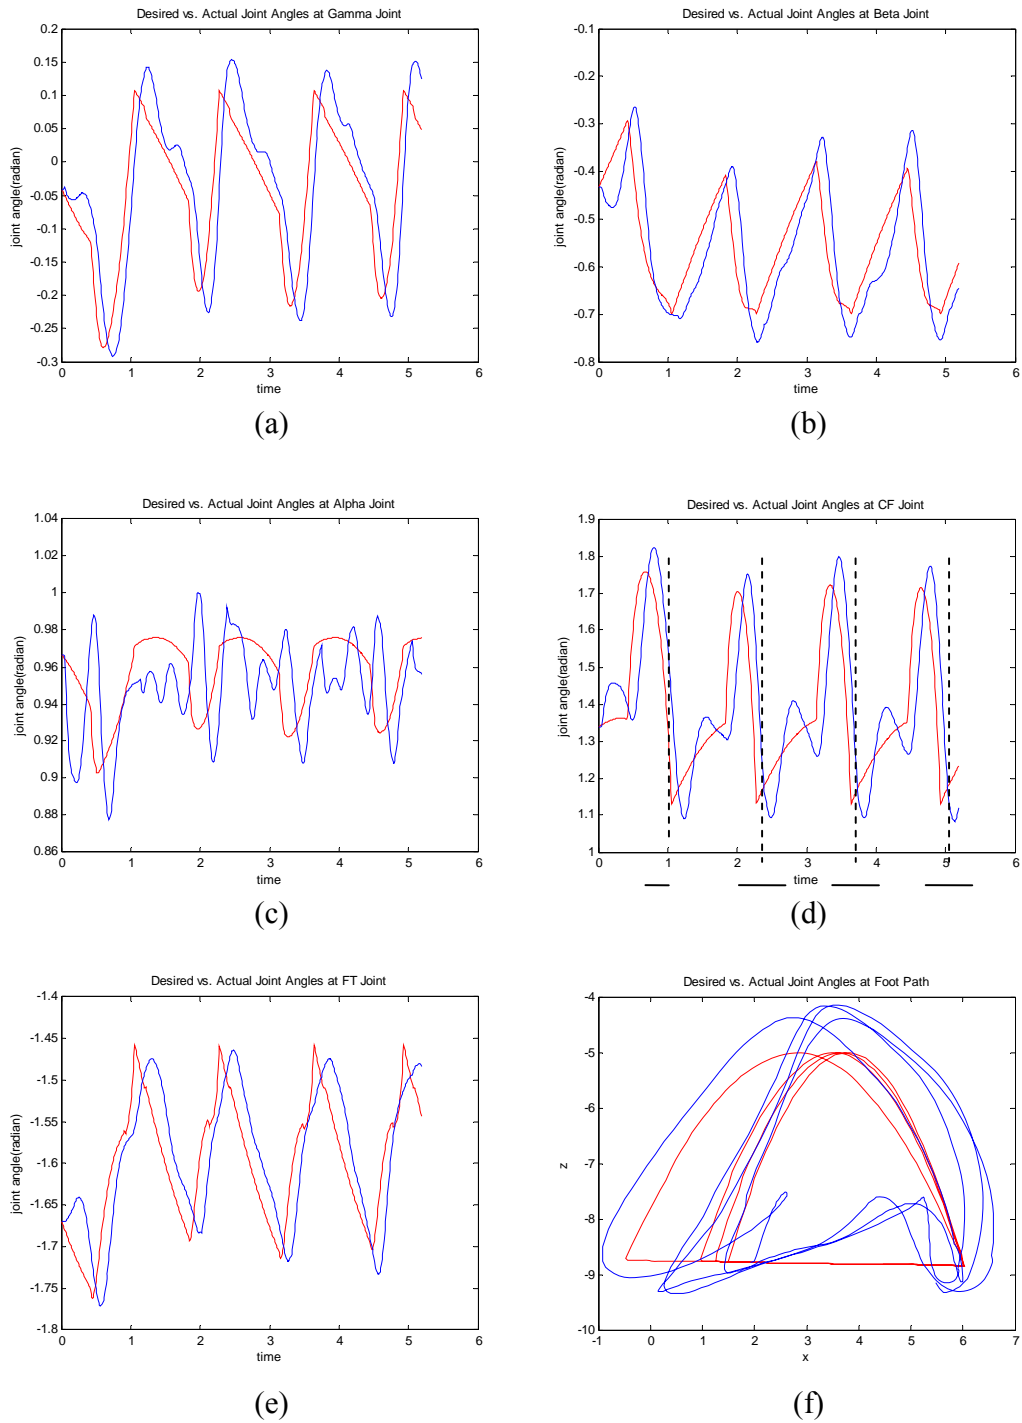 Desired vs. Actual Joint Angles at Gamma Joint
0.2
0.15
0.1
0.05
0
-0.05
-0.1
-0.15
-0.2
-0.25
-0.3
joint angle(radian)
0 1 2 3 4 5 6
time
(a)
Desired vs. Actual Joint Angles at Beta Joint
-0.1
-0.2
-0.3
-0.4
-0.5
-0.6
-0.7
-0.8
joint angle(radian)
0 1 2 3 4 5 6
time
(b)
Desired vs. Actual Joint Angles at Alpha Joint
1.04
1.02
1
0.98
0.96
0.94
0.92
0.9
0.88
0.86
joint angle(radian)
0 1 2 3 4 5 6
time
(c)
Desired vs. Actual Joint Angles at CF Joint
1.9
1.8
1.7
1.6
1.5
1.4
1.3
1.2
1.1
1
joint angle(radian)
0 1 2 3 4 5 6
time
(d)
Desired vs. Actual Joint Angles at FT Joint
-1.4
-1.45
-1.5
-1.55
-1.6
-1.65
-1.7
-1.75
-1.8
joint angle(radian)
0 1 2 3 4 5 6
time
(e)
Desired vs. Actual Joint Angles at Foot Path
-4
-5
-6
-7
-8
-9
-10
z
-1 0 1 2 3 4 5 6 7
x
(f)